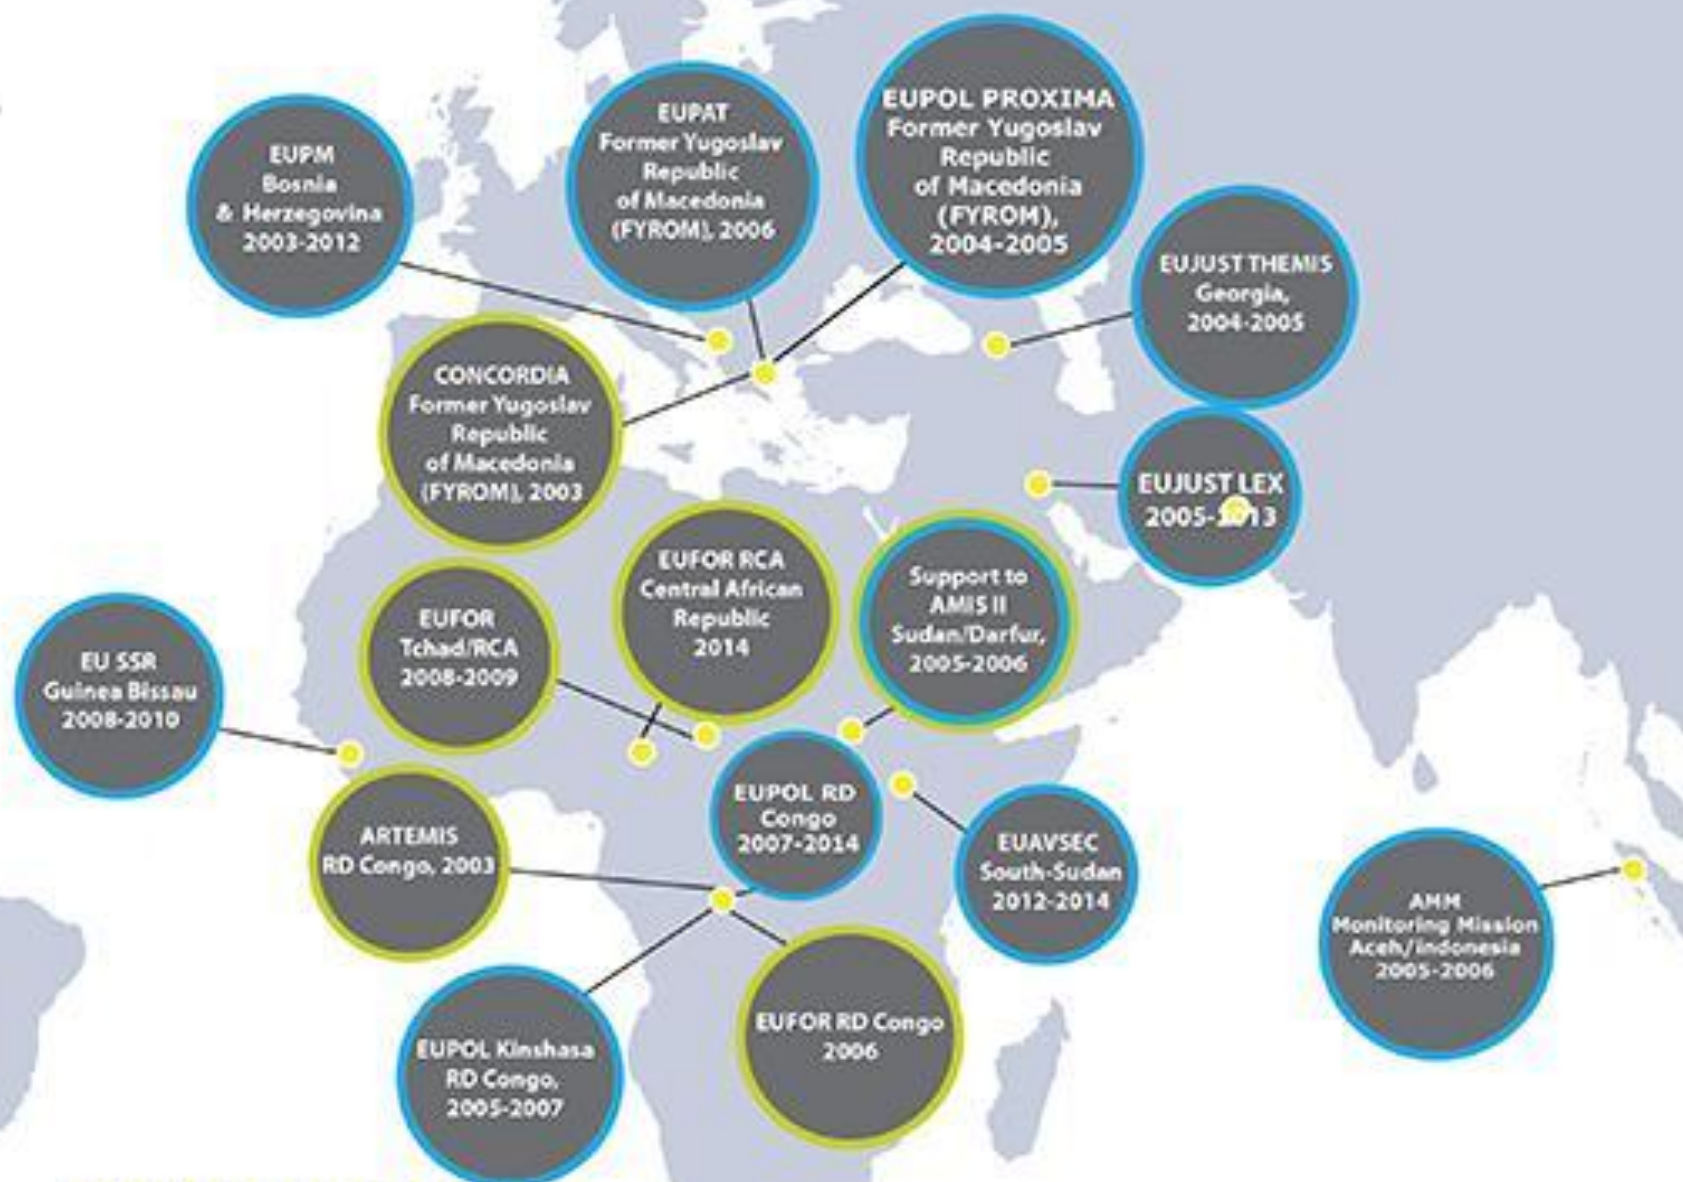 EUPM
Bosnia
& Herzegovina
2003-2012
EUPAT
Former Yugoslav
Republic
of Macedonia
(FYROM), 2006
EUPOL PROXIMA
Former Yugoslav
Republic
of Macedonia
(FYROM),
2004-2005
EUJUST THEMIS
Georgia,
2004-2005
CONCORDIA
Former Yugoslav
Republic
of Macedonia
(FYROM), 2003
EUJUST LEX
2005-2013
EUFOR RCA
Central African
Republic
2014
Support to
AMIS II
Sudan/Darfur,
2005-2006
EUFOR
Tchad/RCA
2008-2009
EU SSR
Guinea Bissau
2008-2010
EUPOL RD
Congo
2007-2014
ARTEMIS
RD Congo, 2003
EUAVSEC
South-Sudan
2012-2014
AMM
Monitoring Mission
Aceh/indonesia
2005-2006
EUFOR RD Congo
2006
EUPOL Kinshasa
RD Congo,
2005-2007